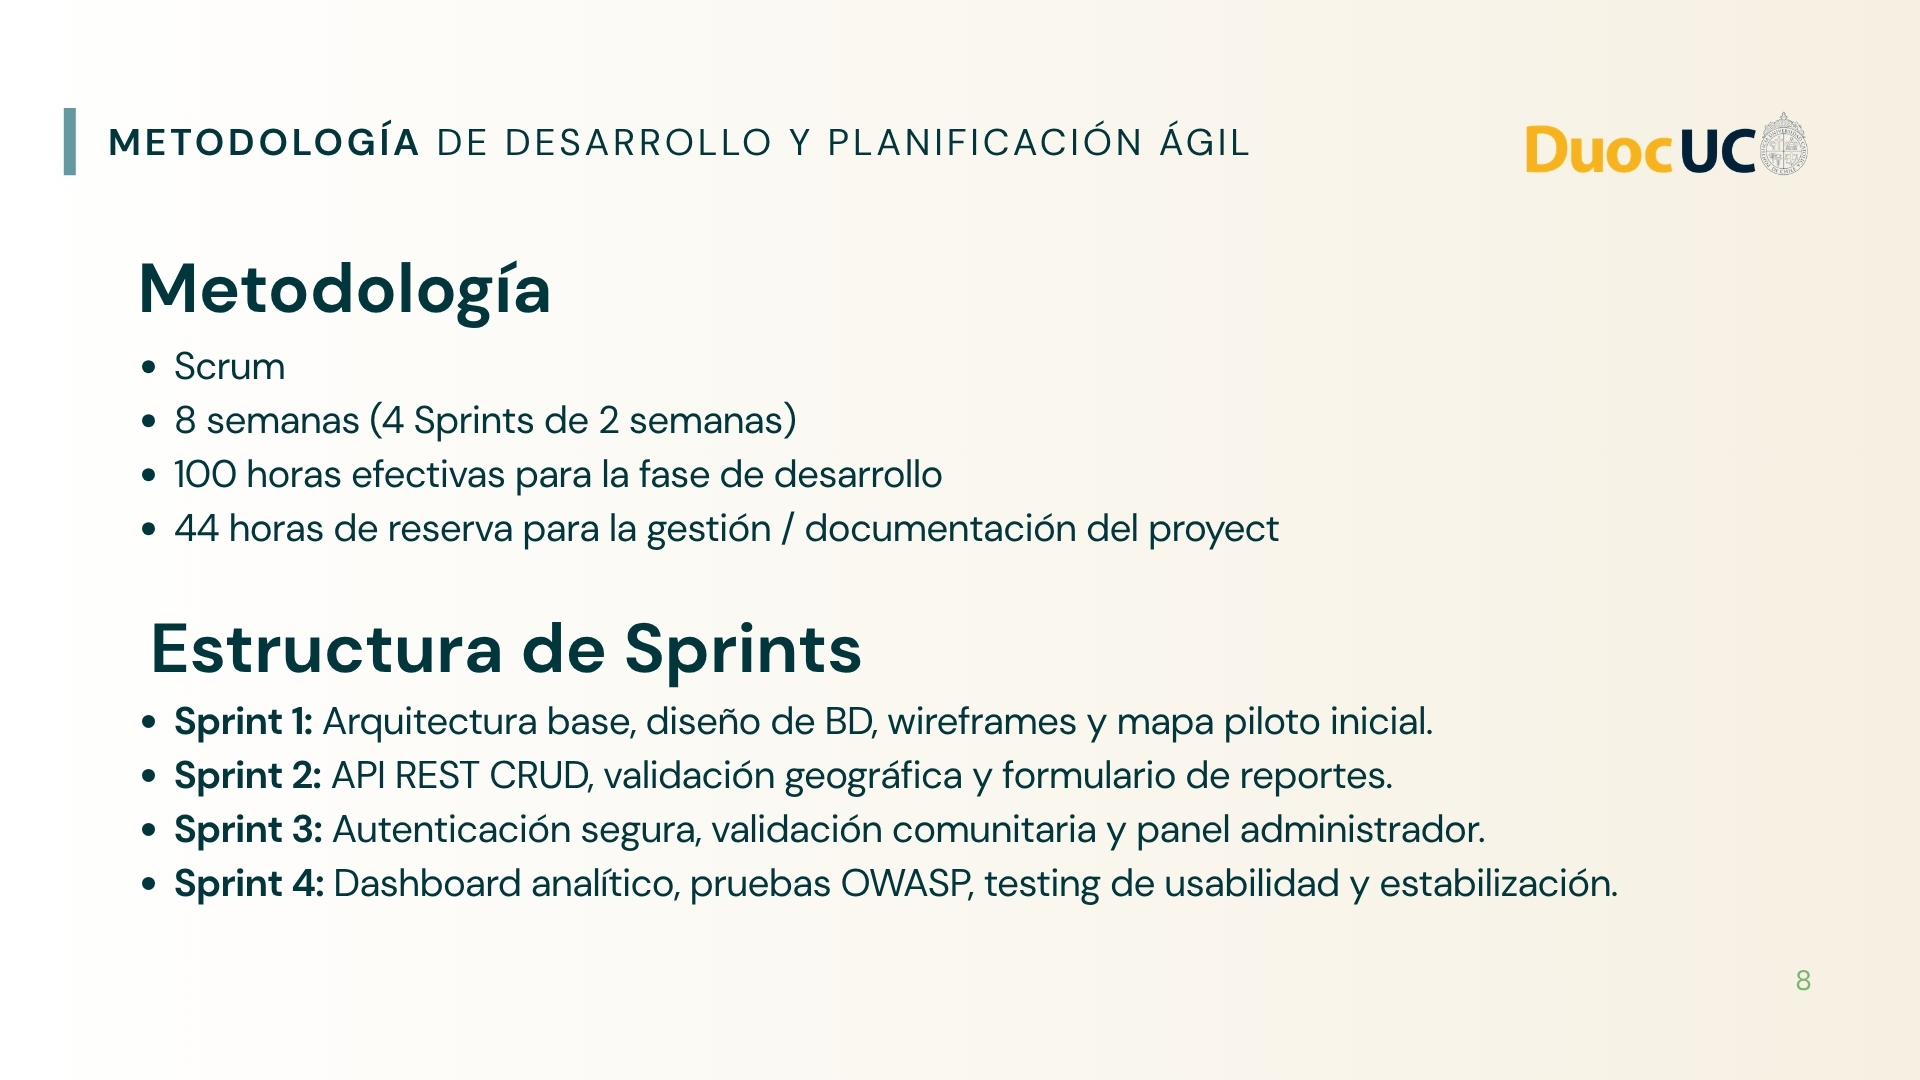 METODOLOGÍA DE DESARROLLO Y PLANIFICACIÓN ÁGIL
Duoc UC
Metodología
• Scrum
• 8 semanas (4 Sprints de 2 semanas)
• 100 horas efectivas para la fase de desarrollo
• 44 horas de reserva para la gestión / documentación del proyect
Estructura de Sprints
• Sprint 1: Arquitectura base, diseño de BD, wireframes y mapa piloto inicial.
• Sprint 2: API REST CRUD, validación geográfica y formulario de reportes.
• Sprint 3: Autenticación segura, validación comunitaria y panel administrador.
• Sprint 4: Dashboard analítico, pruebas OWASP, testing de usabilidad y estabilización.
8